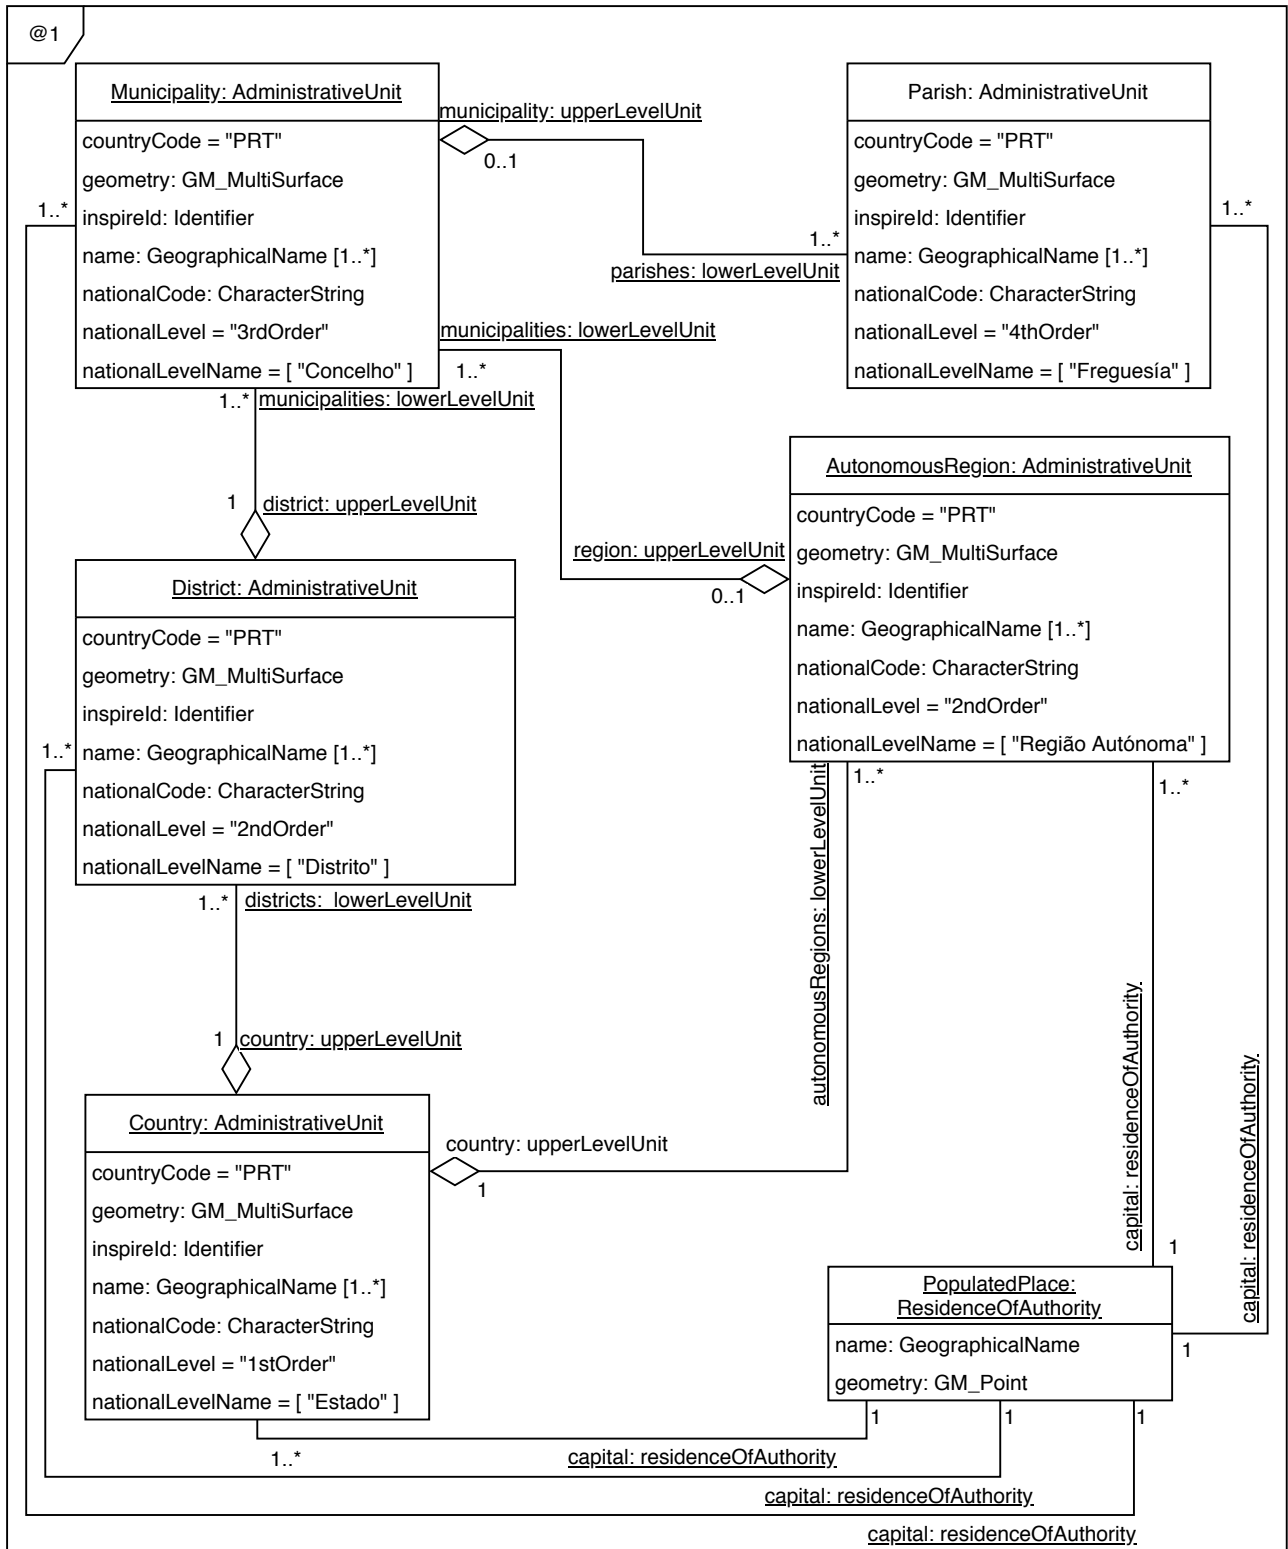 @1
Municipality: AdministrativeUnit
countryCode = "PRT"
geometry: GM_MultiSurface
inspireId: Identifier
name: GeographicalName [1..*]
nationalCode: CharacterString
nationalLevel = "3rdOrder"
nationalLevelName = [ "Concelho" ]
municipality: upperLevelUnit
0..1
1..*
parishes: lowerLevelUnit
Parish: AdministrativeUnit
countryCode = "PRT"
geometry: GM_MultiSurface
inspireId: Identifier
name: GeographicalName [1..*]
nationalCode: CharacterString
nationalLevel = "4thOrder"
nationalLevelName = [ "Freguesía" ]
1..*
1..*
municipalities: lowerLevelUnit
1..*
1..*
municipalities: lowerLevelUnit
1
district: upperLevelUnit
region: upperLevelUnit
0..1
AutonomousRegion: AdministrativeUnit
countryCode = "PRT"
geometry: GM_MultiSurface
inspireId: Identifier
name: GeographicalName [1..*]
nationalCode: CharacterString
nationalLevel = "2ndOrder"
nationalLevelName = [ "Região Autónoma" ]
District: AdministrativeUnit
countryCode = "PRT"
geometry: GM_MultiSurface
inspireId: Identifier
name: GeographicalName [1..*]
nationalCode: CharacterString
nationalLevel = "2ndOrder"
nationalLevelName = [ "Distrito" ]
1..*
1..*
districts: lowerLevelUnit
1..*
1..*
autonomousRegions: lowerLevelUnit
capital: residenceOfAuthority
capital: residenceOfAuthority
1
country: upperLevelUnit
Country: AdministrativeUnit
countryCode = "PRT"
geometry: GM_MultiSurface
inspireId: Identifier
name: GeographicalName [1..*]
nationalCode: CharacterString
nationalLevel = "1stOrder"
nationalLevelName = [ "Estado" ]
country: upperLevelUnit
1
1
PopulatedPlace:
ResidenceOfAuthority
name: GeographicalName
geometry: GM_Point
1
1
1
1
1..*
capital: residenceOfAuthority
capital: residenceOfAuthority
capital: residenceOfAuthority